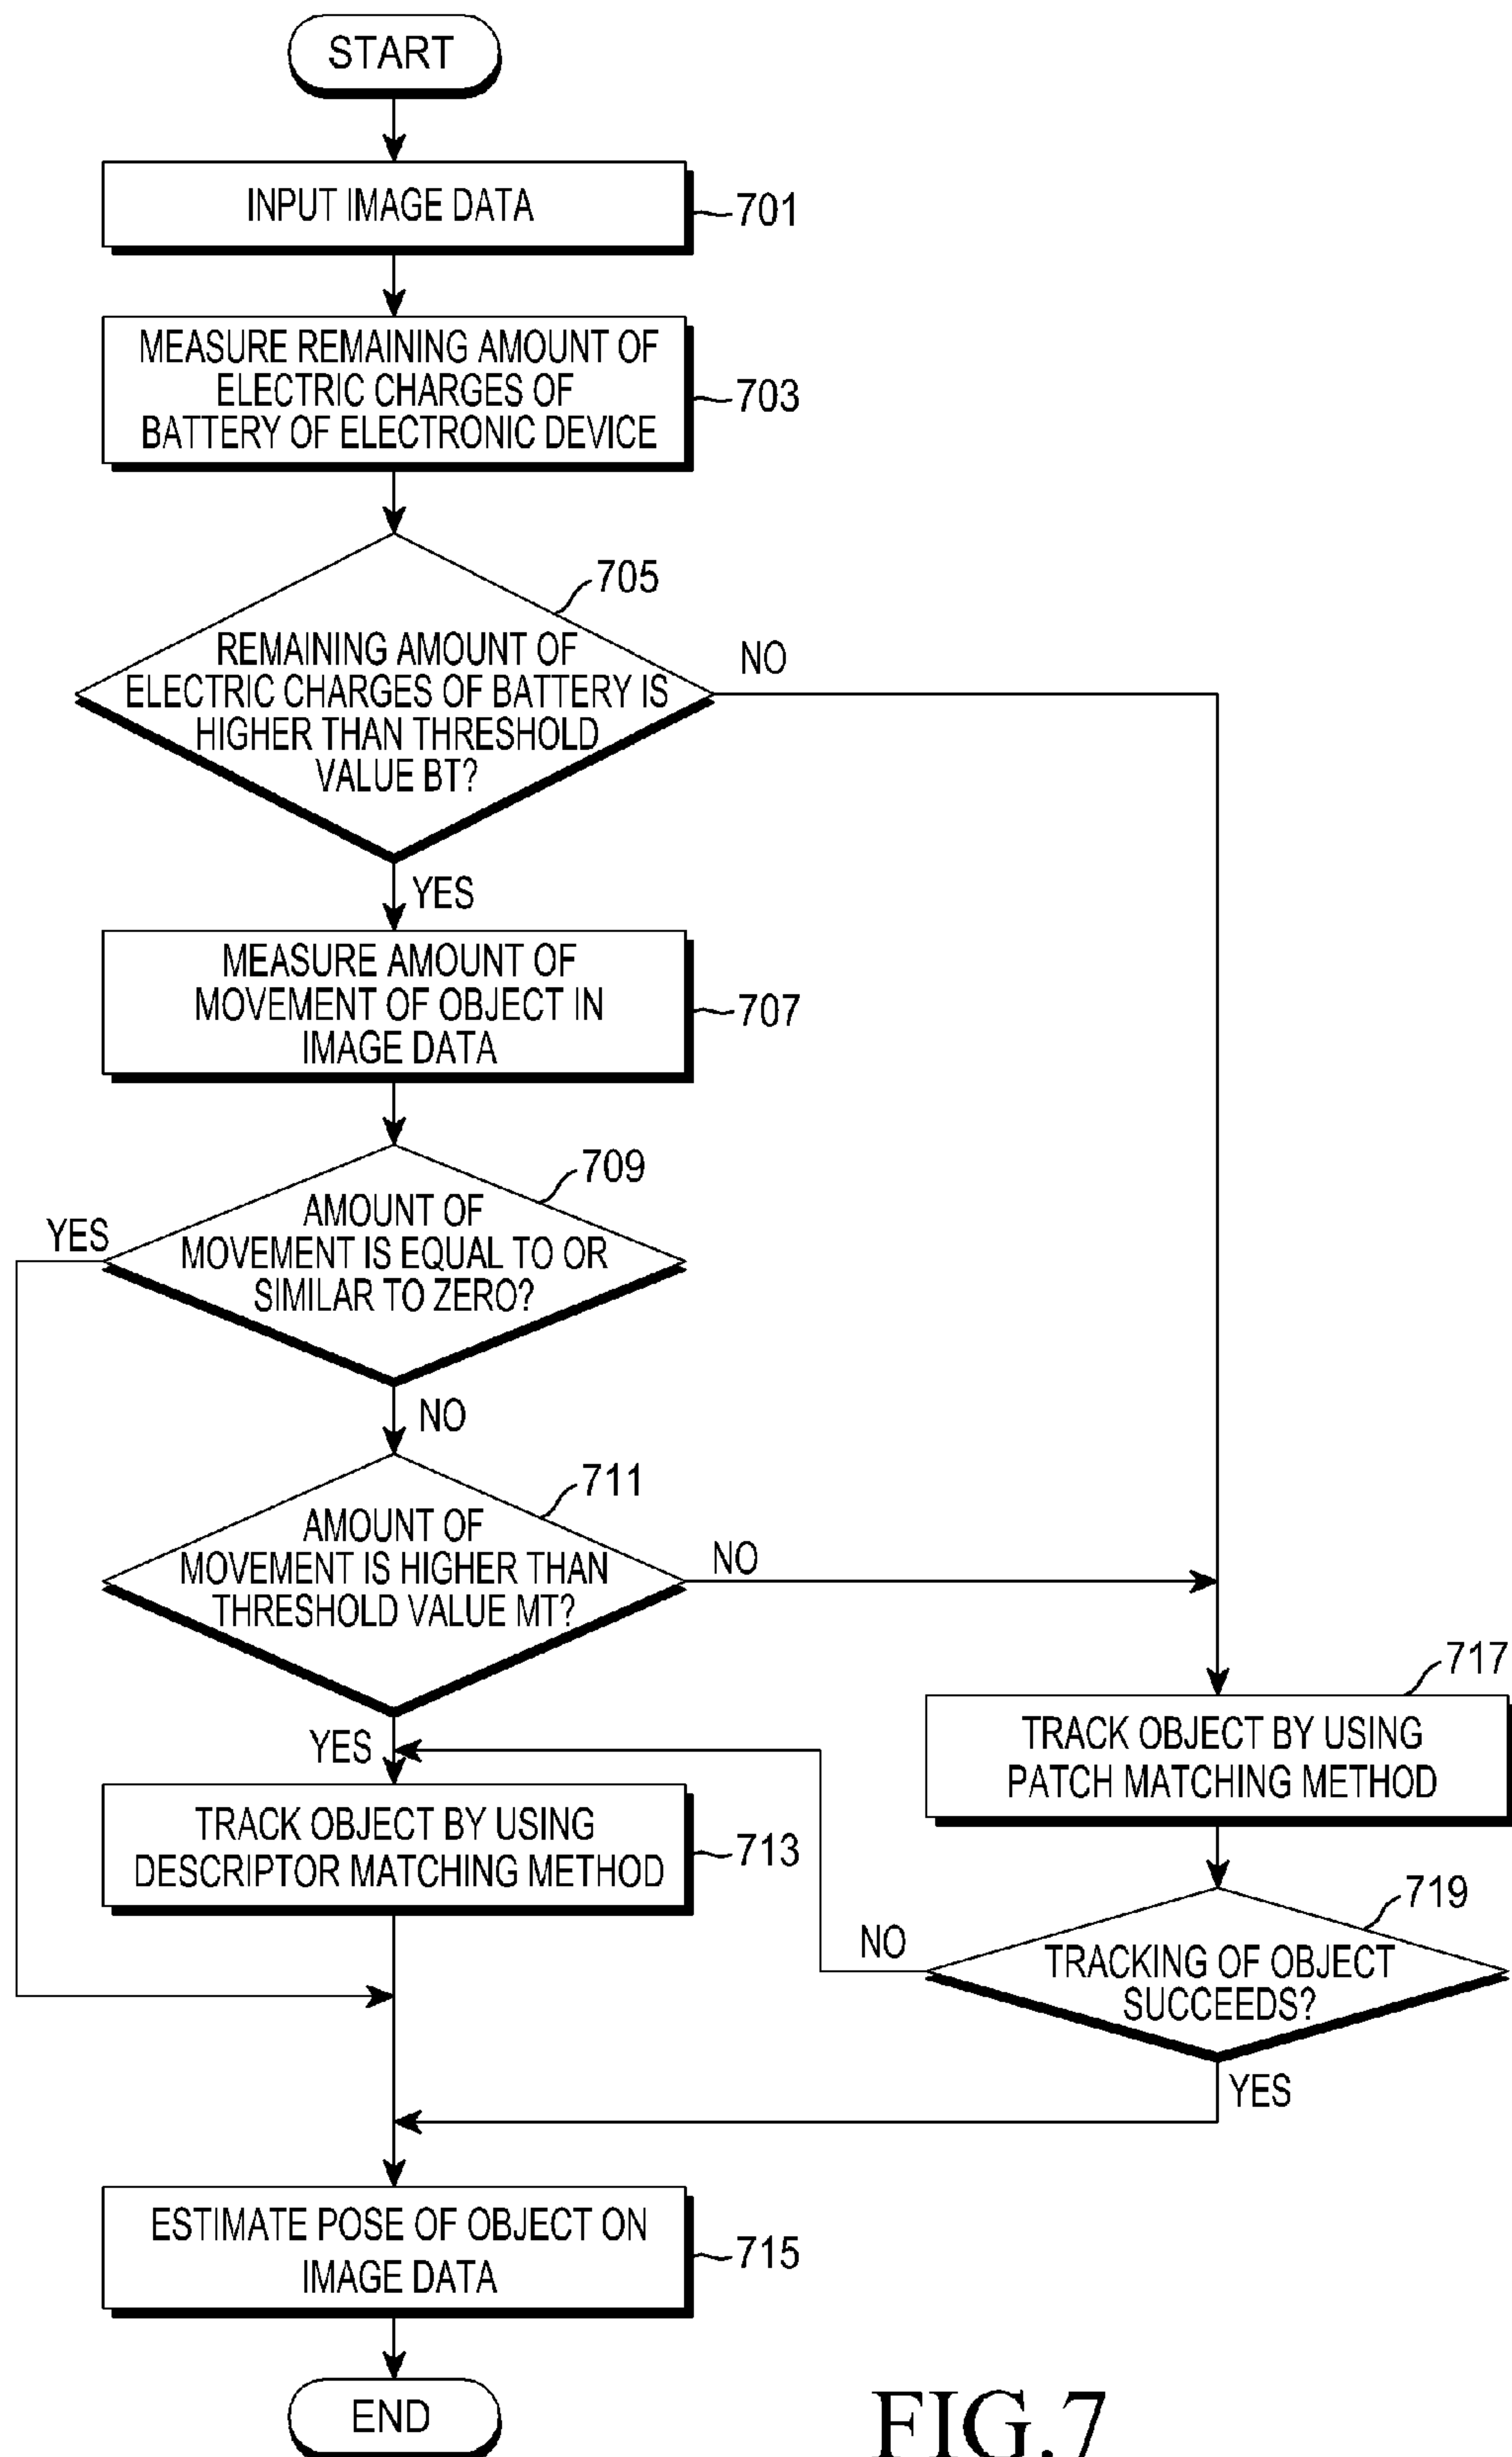 START
INPUT IMAGE DATA
701
MEASURE REMAINING AMOUNT OF
ELECTRIC CHARGES OF
BATTERY OF ELECTRONIC DEVICE
703
705
REMAINING AMOUNT OF
ELECTRIC CHARGES OF BATTERY IS
HIGHER THAN THRESHOLD
VALUE BT?
NO
YES
MEASURE AMOUNT OF
MOVEMENT OF OBJECT IN
IMAGE DATA
707
709
AMOUNT OF
MOVEMENT IS EQUAL TO OR
SIMILAR TO ZERO?
YES
NO
711
AMOUNT OF
MOVEMENT IS HIGHER THAN
THRESHOLD VALUE MT?
NO
YES
717
TRACK OBJECT BY USING
PATCH MATCHING METHOD
TRACK OBJECT BY USING
DESCRIPTOR MATCHING METHOD
713
719
TRACKING OF OBJECT
SUCCEEDS?
NO
YES
ESTIMATE POSE OF OBJECT ON
IMAGE DATA
715
END
FIG.7